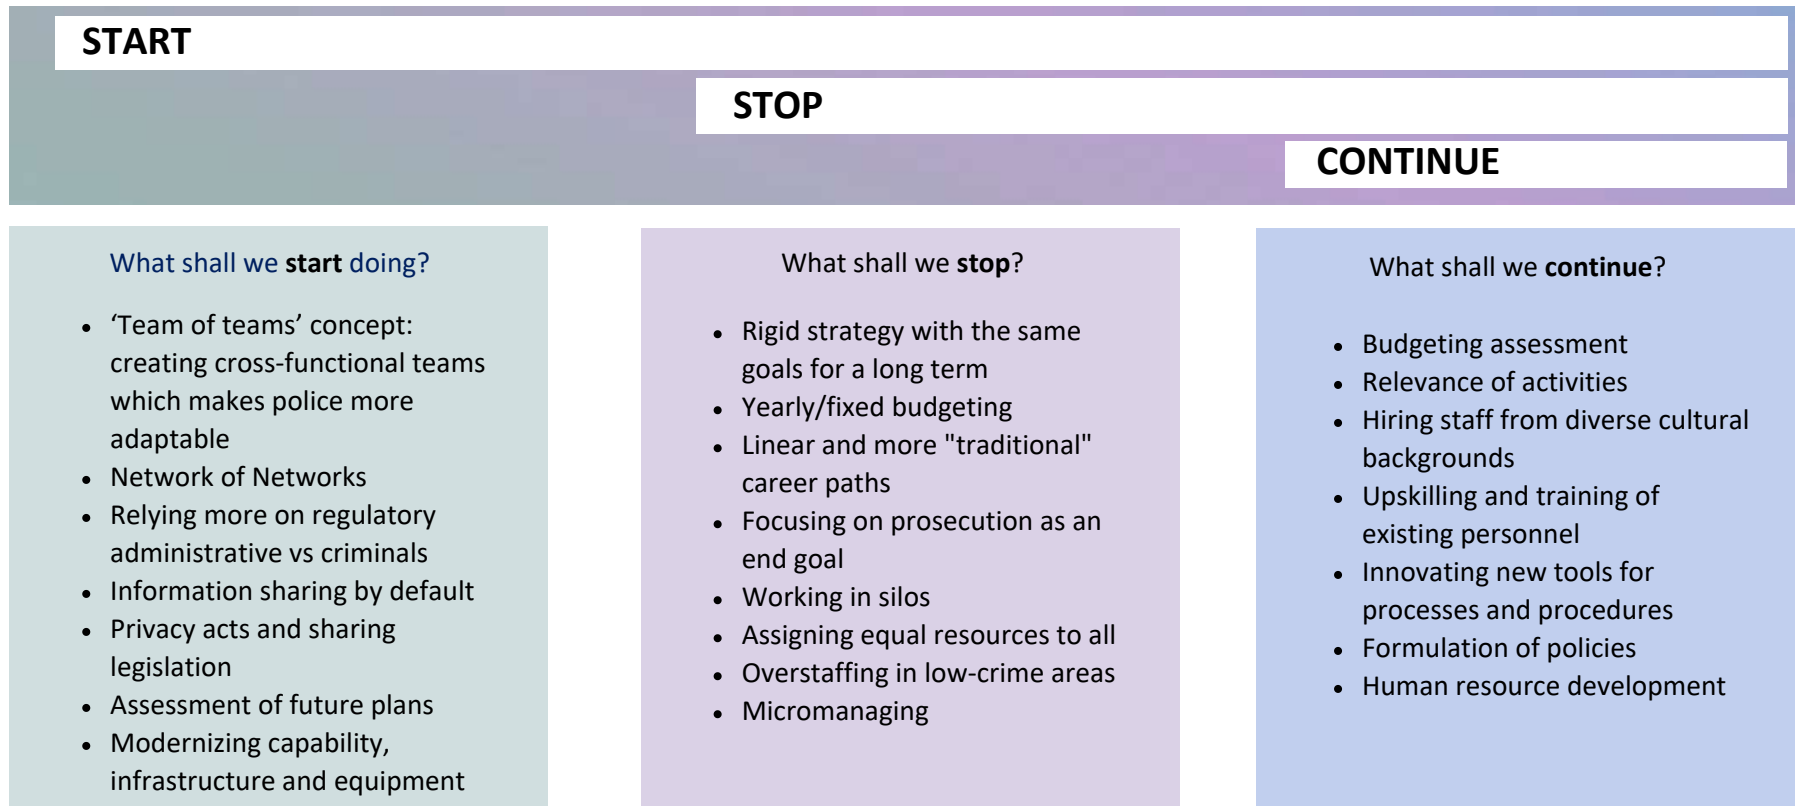 START
STOP
CONTINUE
What shall we start doing?
• ‘Team of teams’ concept:
creating cross-functional teams
which makes police more
adaptable
• Network of Networks
• Relying more on regulatory
administrative vs criminals
• Information sharing by default
• Privacy acts and sharing
legislation
• Assessment of future plans
• Modernizing capability,
infrastructure and equipment
What shall we stop?
• Rigid strategy with the same
goals for a long term
• Yearly/fixed budgeting
• Linear and more "traditional"
career paths
• Focusing on prosecution as an
end goal
• Working in silos
• Assigning equal resources to all
• Overstaffing in low-crime areas
• Micromanaging
What shall we continue?
• Budgeting assessment
• Relevance of activities
• Hiring staff from diverse cultural
backgrounds
• Upskilling and training of
existing personnel
• Innovating new tools for
processes and procedures
• Formulation of policies
• Human resource development